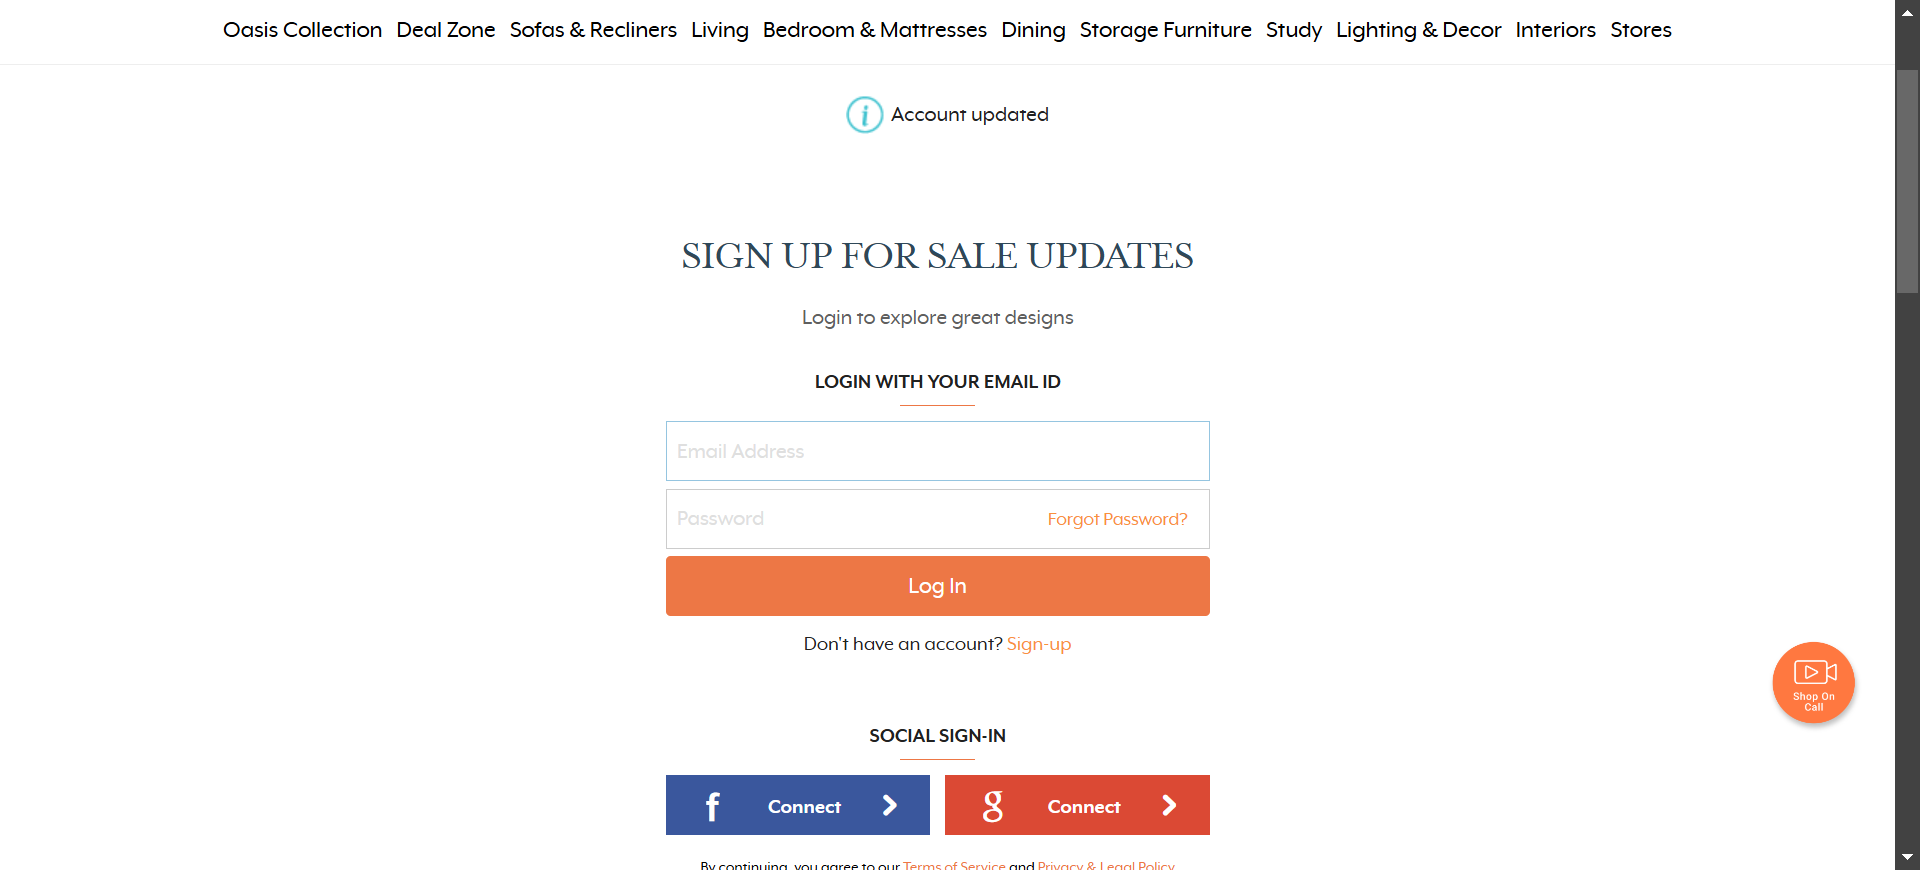 Oasis Collection Deal Zone Sofas & Recliners Living Bedroom & Mattresses Dining Storage Furniture Study Lighting & Decor Interiors Stores
i Account updated
SIGN UP FOR SALE UPDATES
Login to explore great designs
LOGIN WITH YOUR EMAIL ID
Email Address
Password Forgot Password?
Log In
Don't have an account? Sign-up
Shop On
Call
SOCIAL SIGN-IN
f Connect g Connect
By continuing, you agree to our Terms of Service and Privacy & Legal Policy